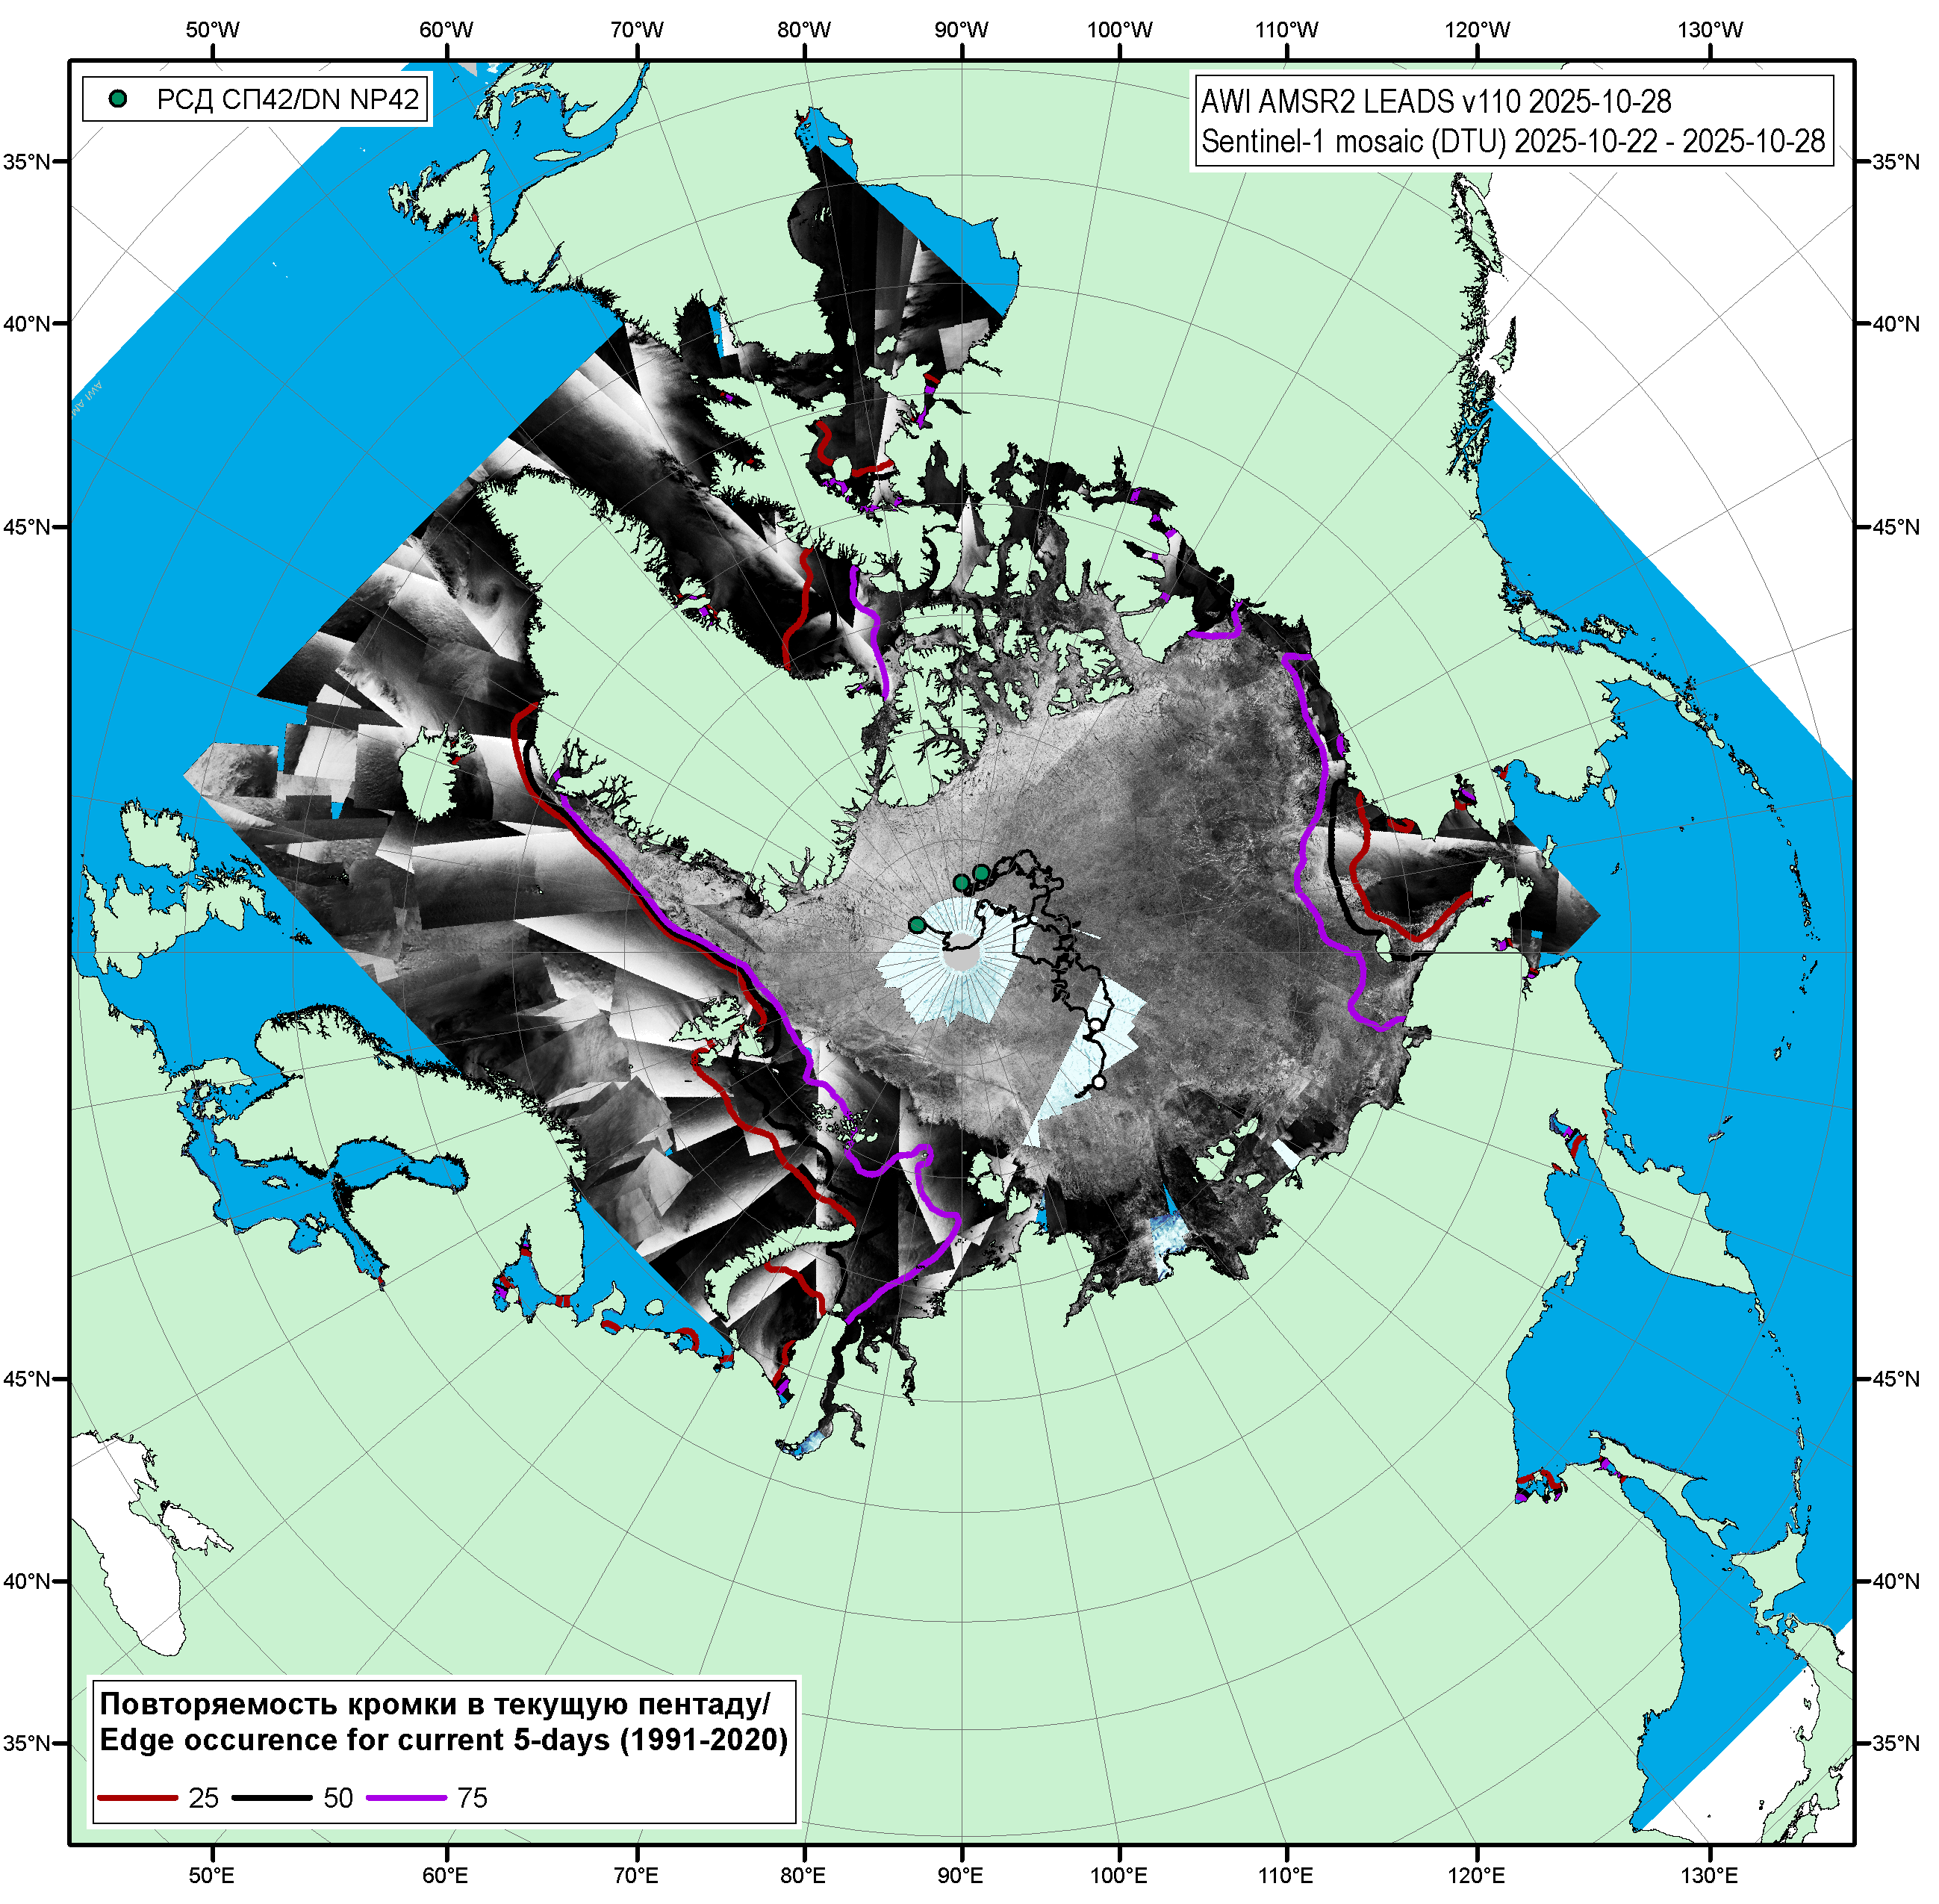 50°W 60°W 70°W 80°W 90°W 100°W 110°W 120°W 130°W
РСД СП42/DN NP42
AWI AMSR2 LEADS v110 2025-10-28
Sentinel-1 mosaic (DTU) 2025-10-22 - 2025-10-28
35°N 35°N
40°N 40°N
45°N 45°N
45°N 45°N
40°N 40°N
35°N 35°N
Повторяемость кромки в текущую пентаду/
Edge occurence for current 5-days (1991-2020)
25 50 75
50°E 60°E 70°E 80°E 90°E 100°E 110°E 120°E 130°E